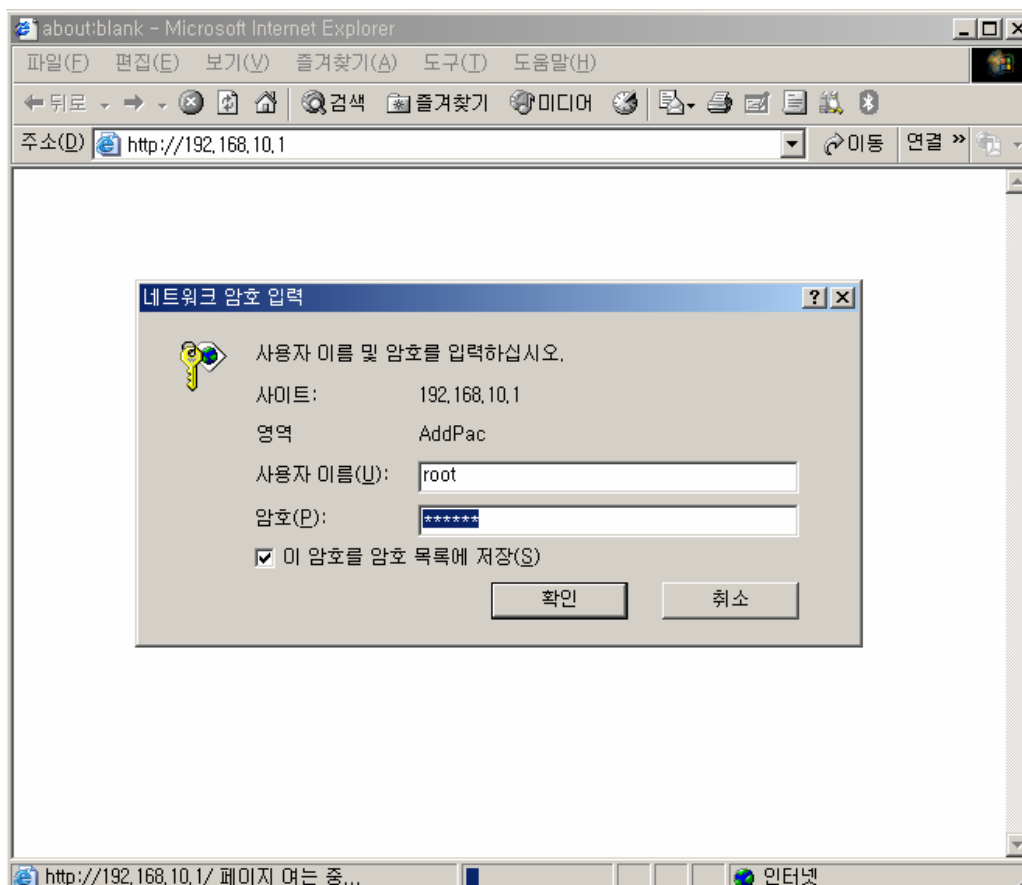 about:blank - Microsoft Internet Explorer
파일(F) 편집(E) 보기(V) 즐겨찾기(A) 도구(T) 도움말(H)
뒤로 검색 즐겨찾기 미디어
주소(D) http://192.168.10.1 이동 연결 »
네트워크 암호 입력
사용자 이름 및 암호를 입력하십시오.
사이트: 192.168.10.1
영역 AddPac
사용자 이름(U): root
암호(P): ******
이 암호를 암호 목록에 저장(S)
확인 취소
http://192.168.10.1/ 페이지 여는 중... 인터넷